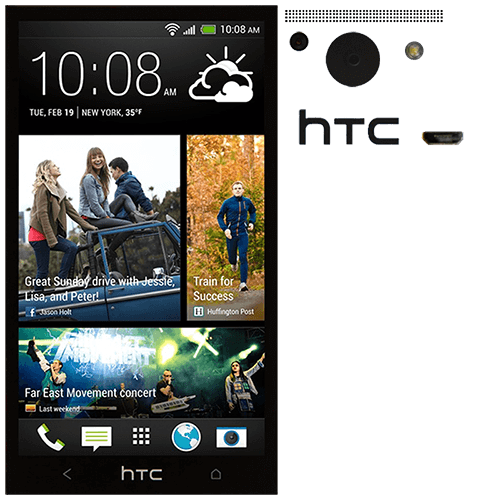 10:08 AM
10:08 AM
TUE, FEB 19 | NEW YORK, 35°F
Great Sunday drive with Jessie,
Lisa, and Peter!
f Jason Holt
Train for
Success
H Huffington Post
Far East Movement concert
Last weekend
hTC
hTC